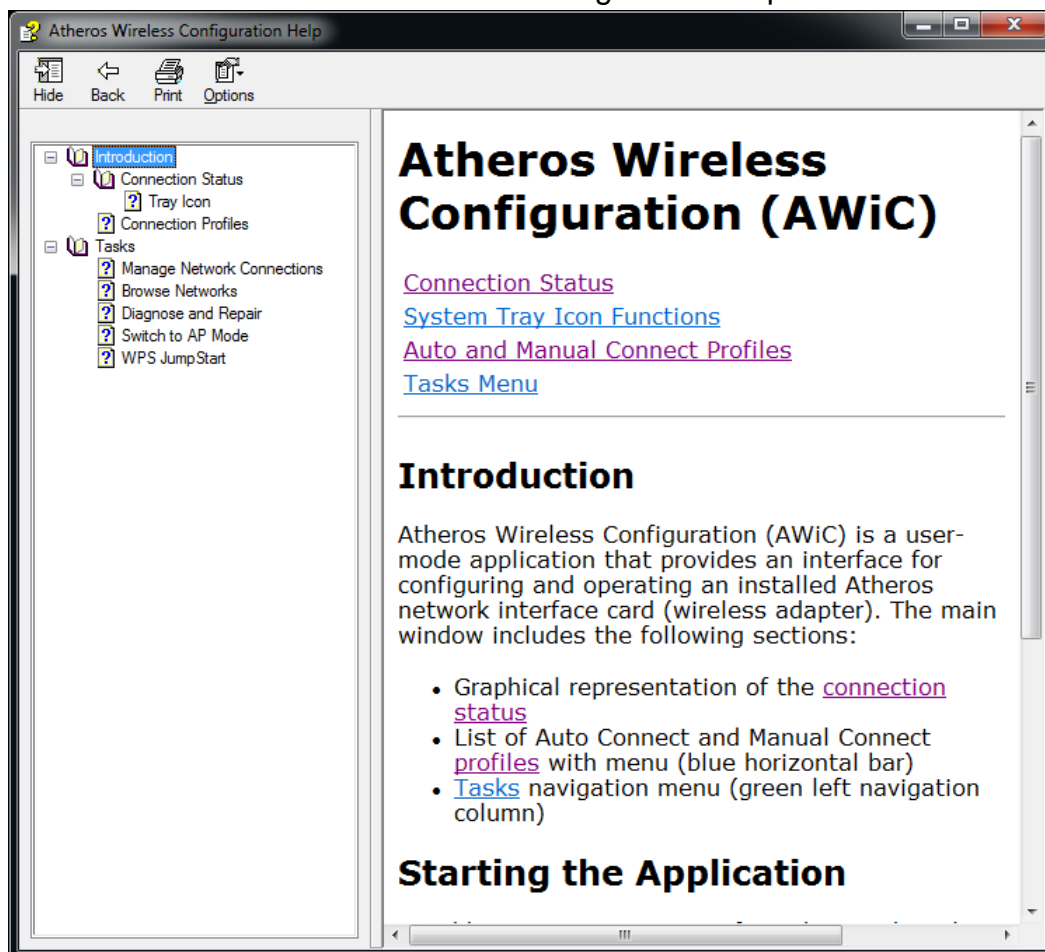 Atheros Wireless Configuration Help
Hide Back Print Options
Introduction
Connection Status
Tray Icon
Connection Profiles
Tasks
Manage Network Connections
Browse Networks
Diagnose and Repair
Switch to AP Mode
WPS JumpStart
Atheros Wireless
Configuration (AWiC)
Connection Status
System Tray Icon Functions
Auto and Manual Connect Profiles
Tasks Menu
Introduction
Atheros Wireless Configuration (AWiC) is a user-
mode application that provides an interface for
configuring and operating an installed Atheros
network interface card (wireless adapter). The main
window includes the following sections:
• Graphical representation of the connection
status
• List of Auto Connect and Manual Connect
profiles with menu (blue horizontal bar)
• Tasks navigation menu (green left navigation
column)
Starting the Application